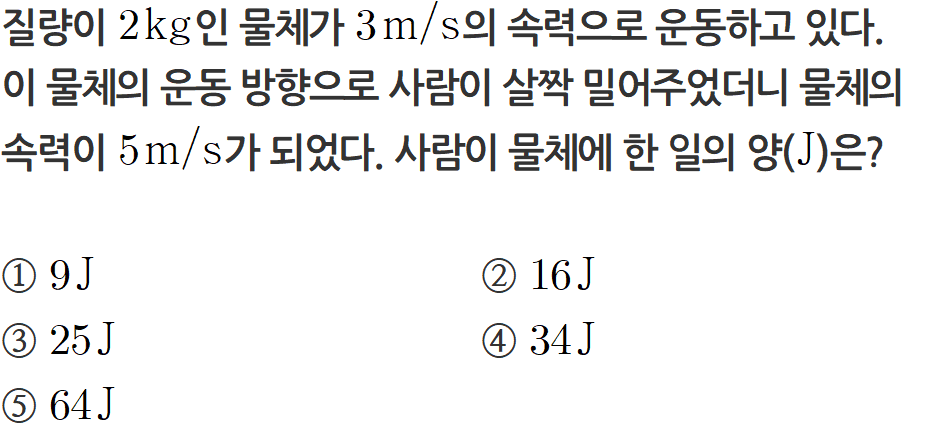 질량이 2kg인 물체가 3m/s의 속력으로 운동하고 있다.
이 물체의 운동 방향으로 사람이 살짝 밀어주었더니 물체의
속력이 5m/s가 되었다. 사람이 물체에 한 일의 양(J)은?
① 9J ② 16J
③ 25J ④ 34J
⑤ 64J